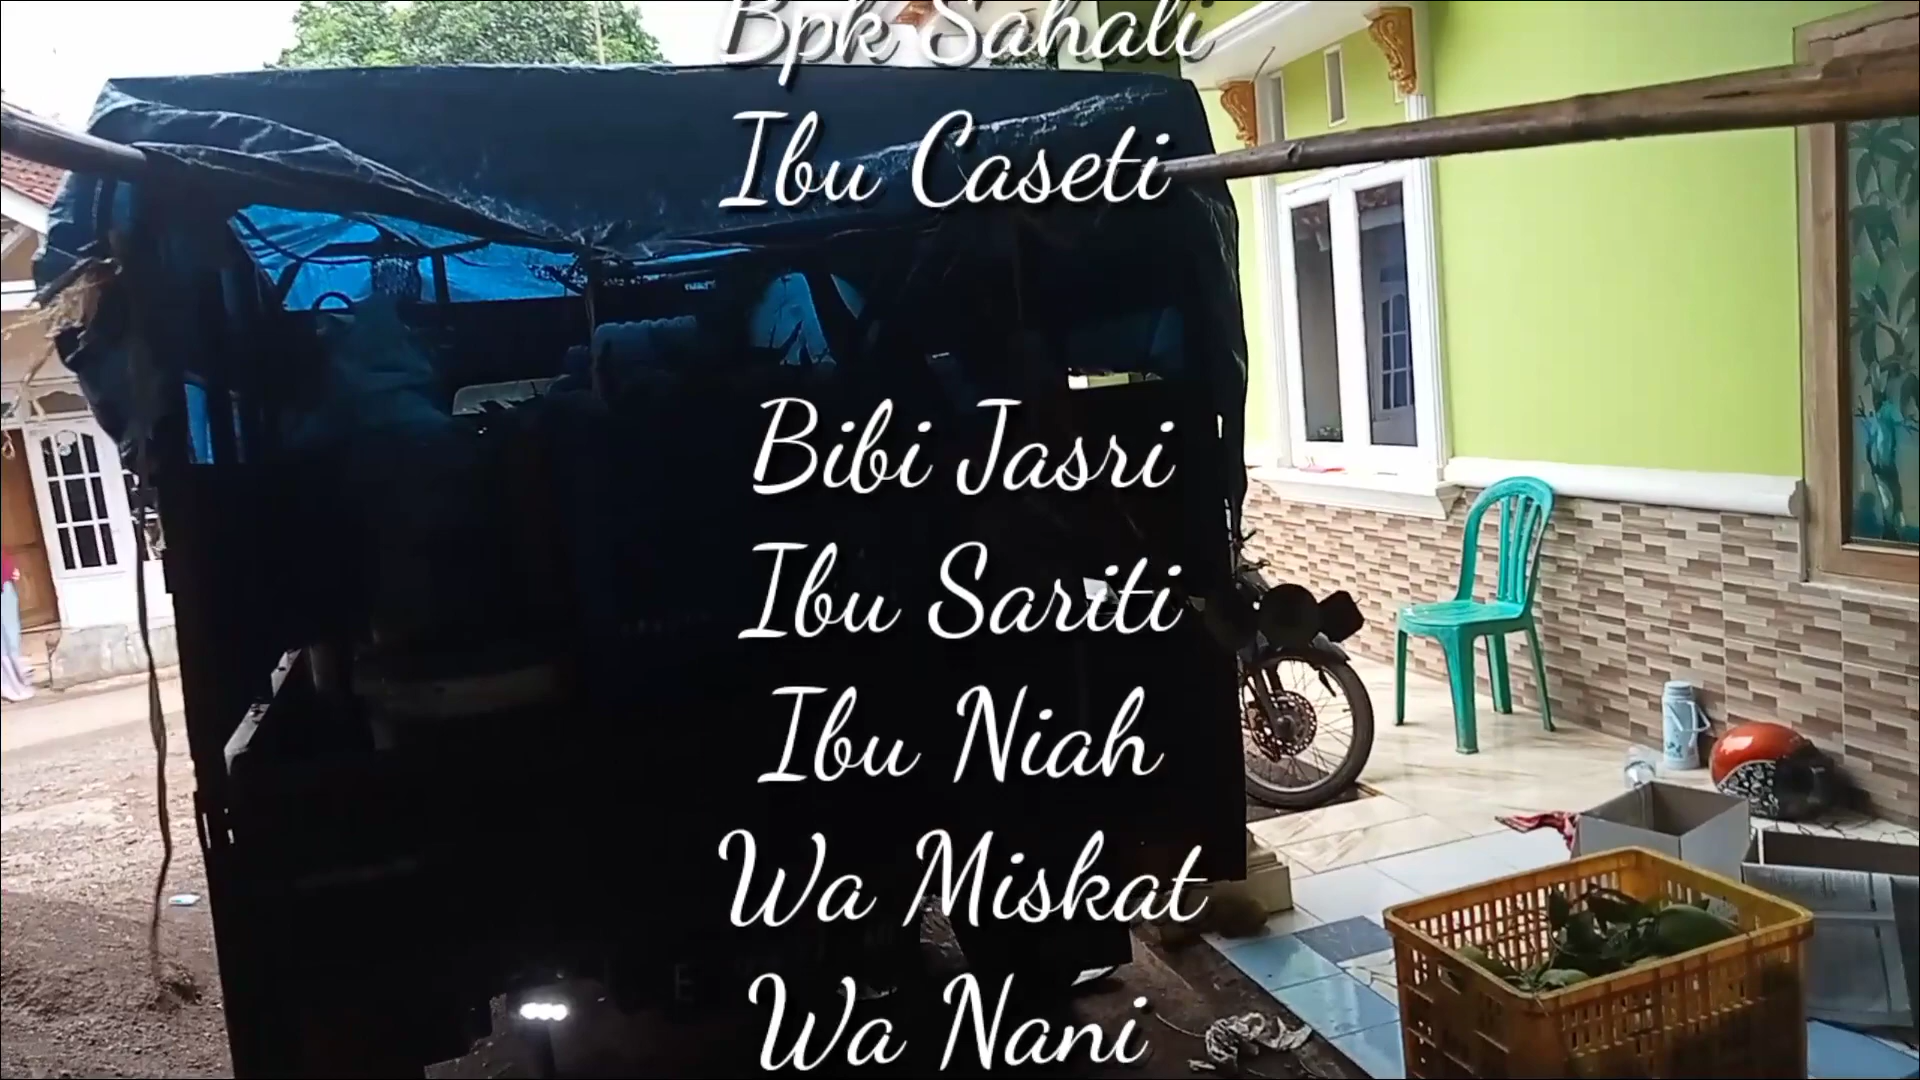 Bpk Sahali
Ibu Caseti
Bibi Jasri
Ibu Sariti
Ibu Niah
Wa Miskat
Wa Nani